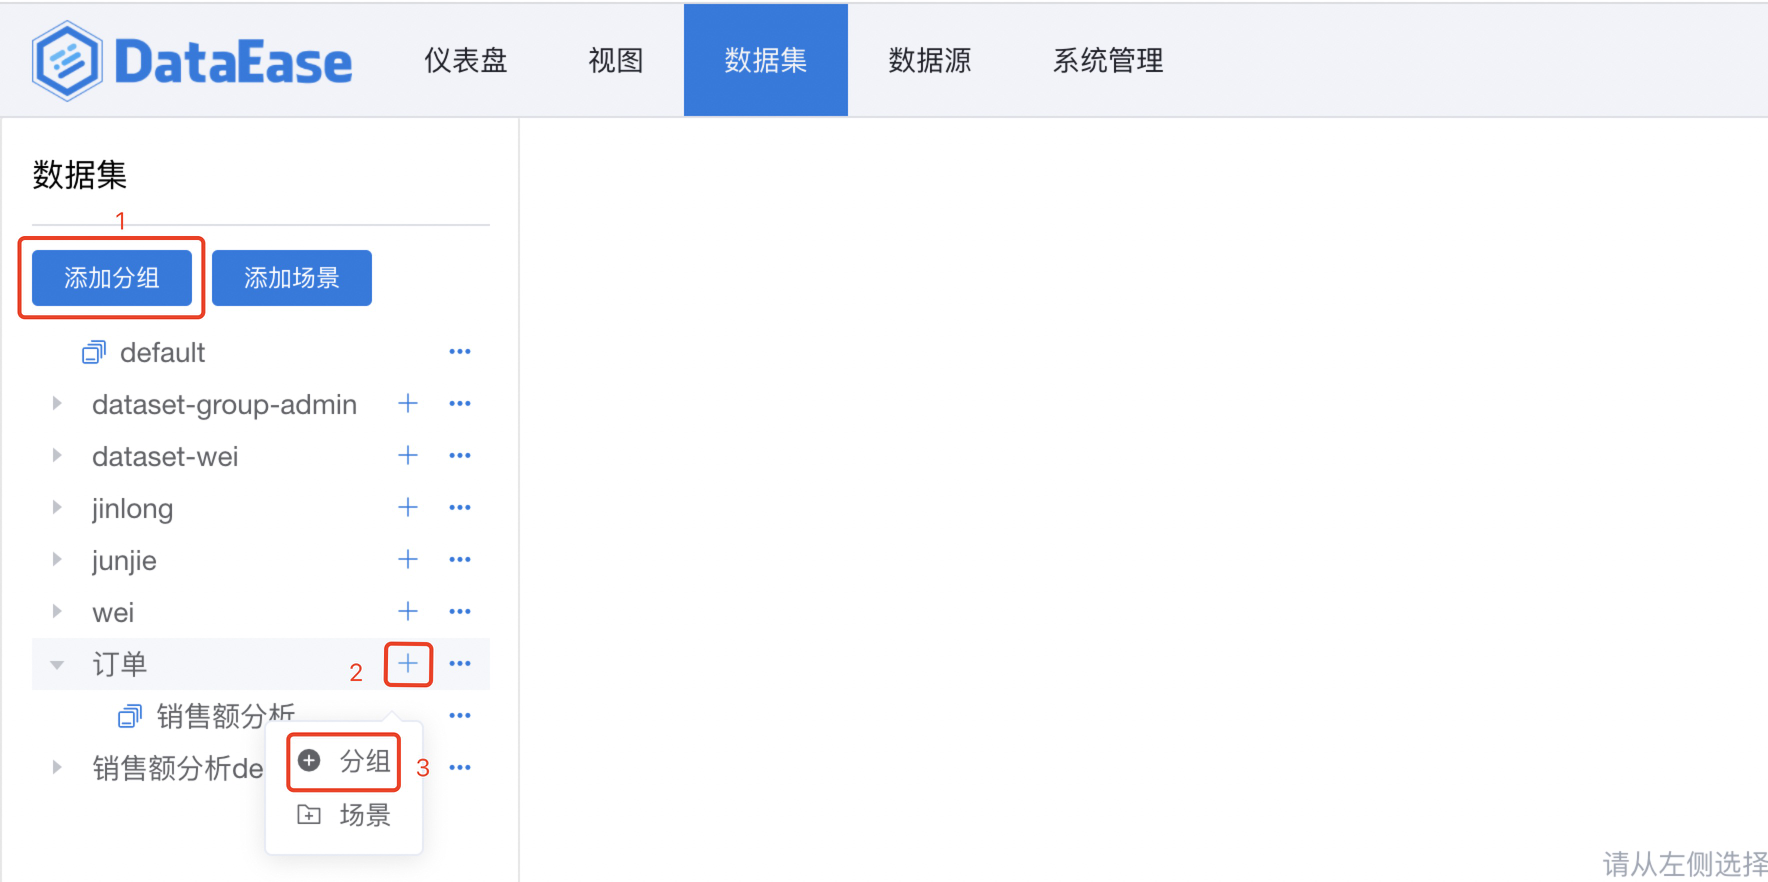 DataEase 仪表盘 视图 数据集 数据源 系统管理
数据集
1
添加分组 添加场景
default
dataset-group-admin
dataset-wei
jinlong
junjie
wei
订单 2
销售额分析
销售额分析de
分组 3
场景
请从左侧选择